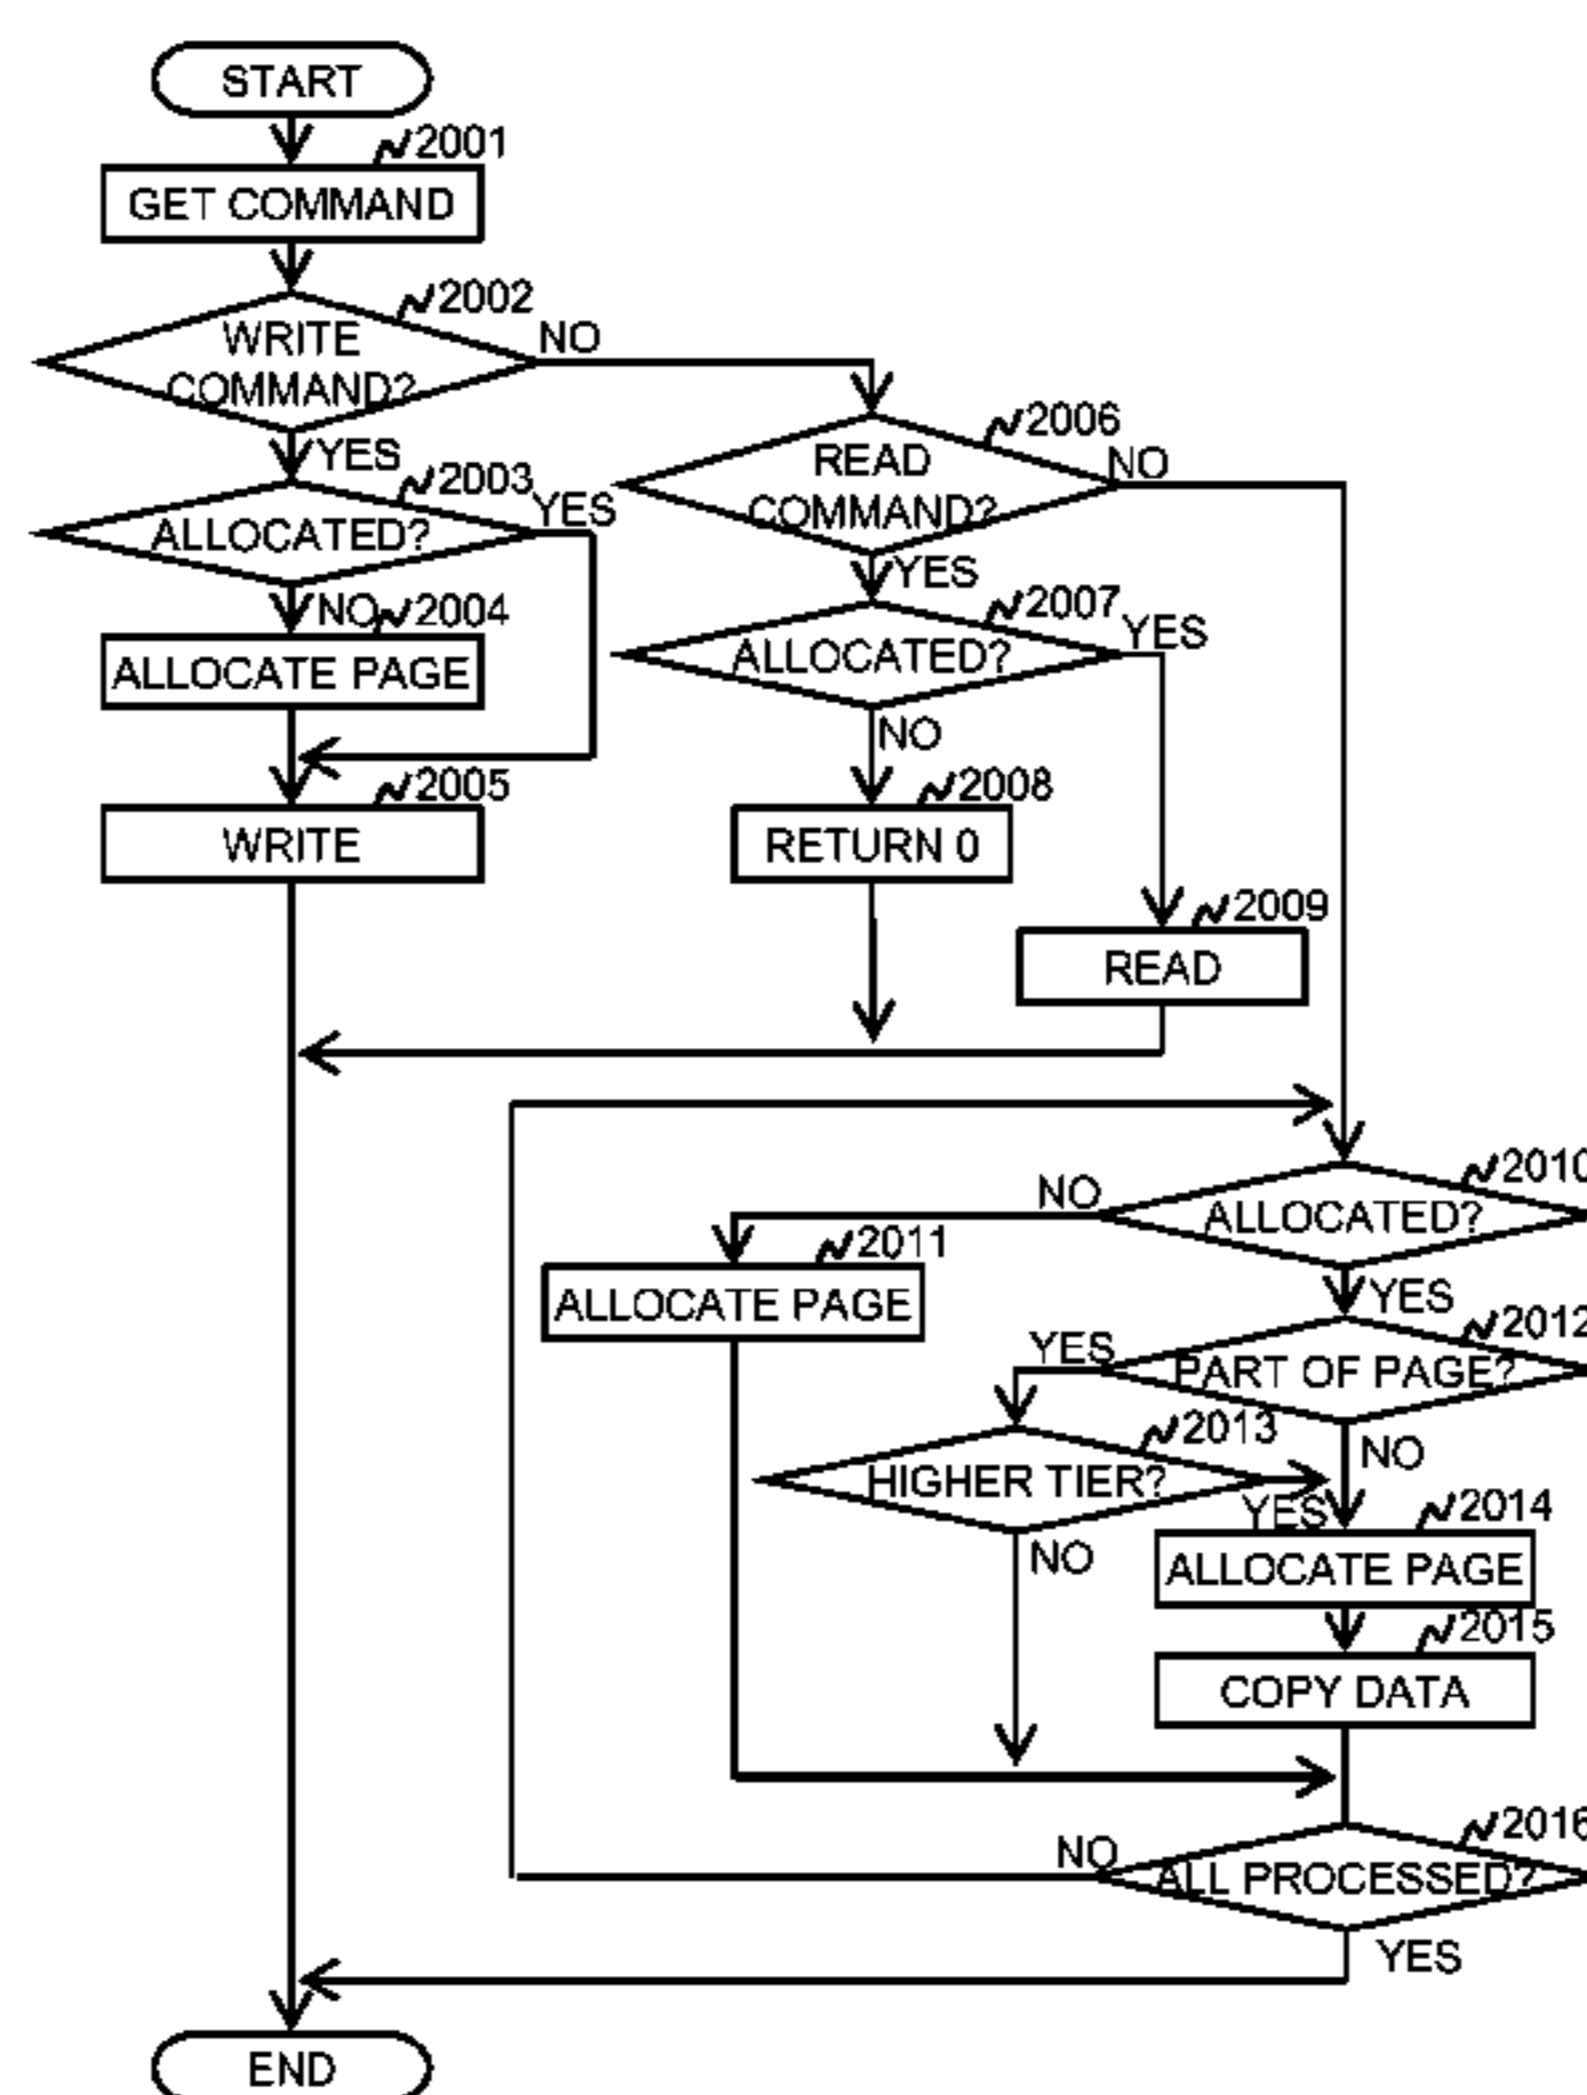 START
2001
GET COMMAND
2002
WRITE
COMMAND?
NO
YES
2003
ALLOCATED?
YES
NO
2004
ALLOCATE PAGE
2005
WRITE
2006
READ
COMMAND?
NO
YES
2007
ALLOCATED?
YES
NO
2008
RETURN 0
2009
READ
2010
ALLOCATED?
NO
2011
ALLOCATE PAGE
YES
2012
PART OF PAGE?
YES
2013
HIGHER TIER?
NO
YES
NO
2014
ALLOCATE PAGE
2015
COPY DATA
2016
ALL PROCESSED?
NO
YES
END